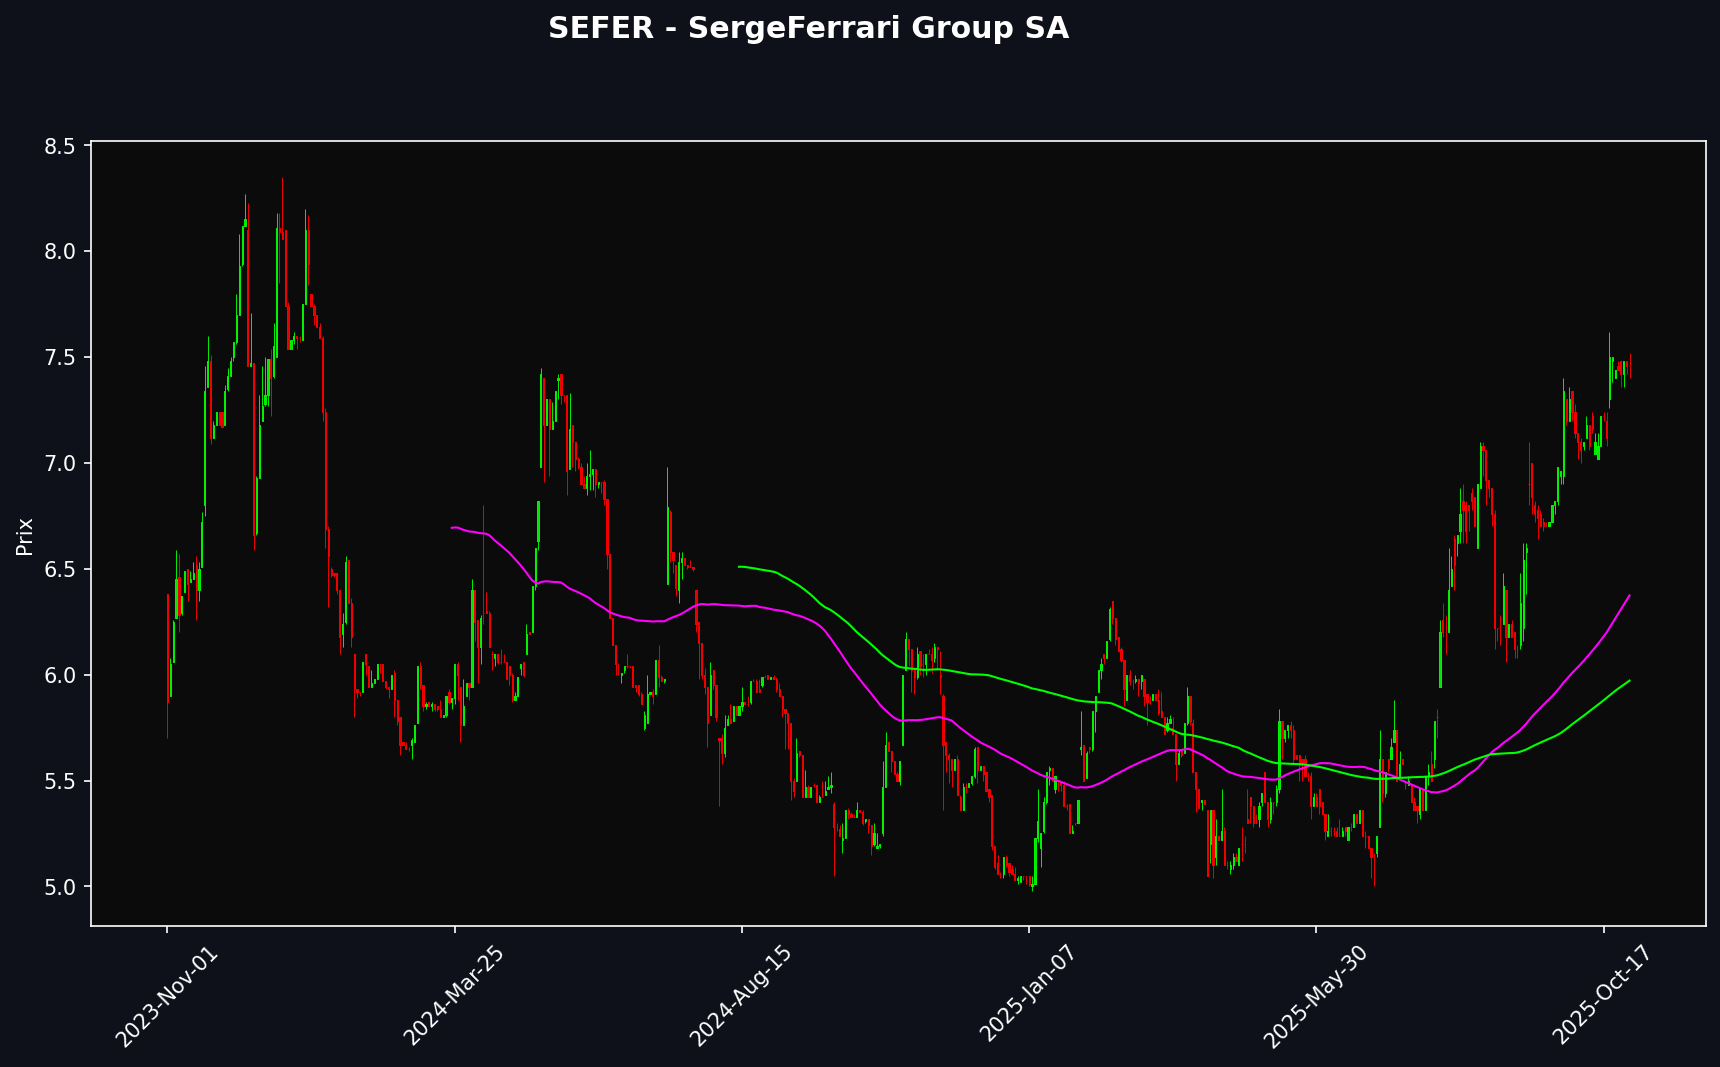 SEFER - SergeFerrari Group SA
Prix
8.5
8.0
7.5
7.0
6.5
6.0
5.5
5.0
2023-Nov-01
2024-Mar-25
2024-Aug-15
2025-Jan-07
2025-May-30
2025-Oct-17